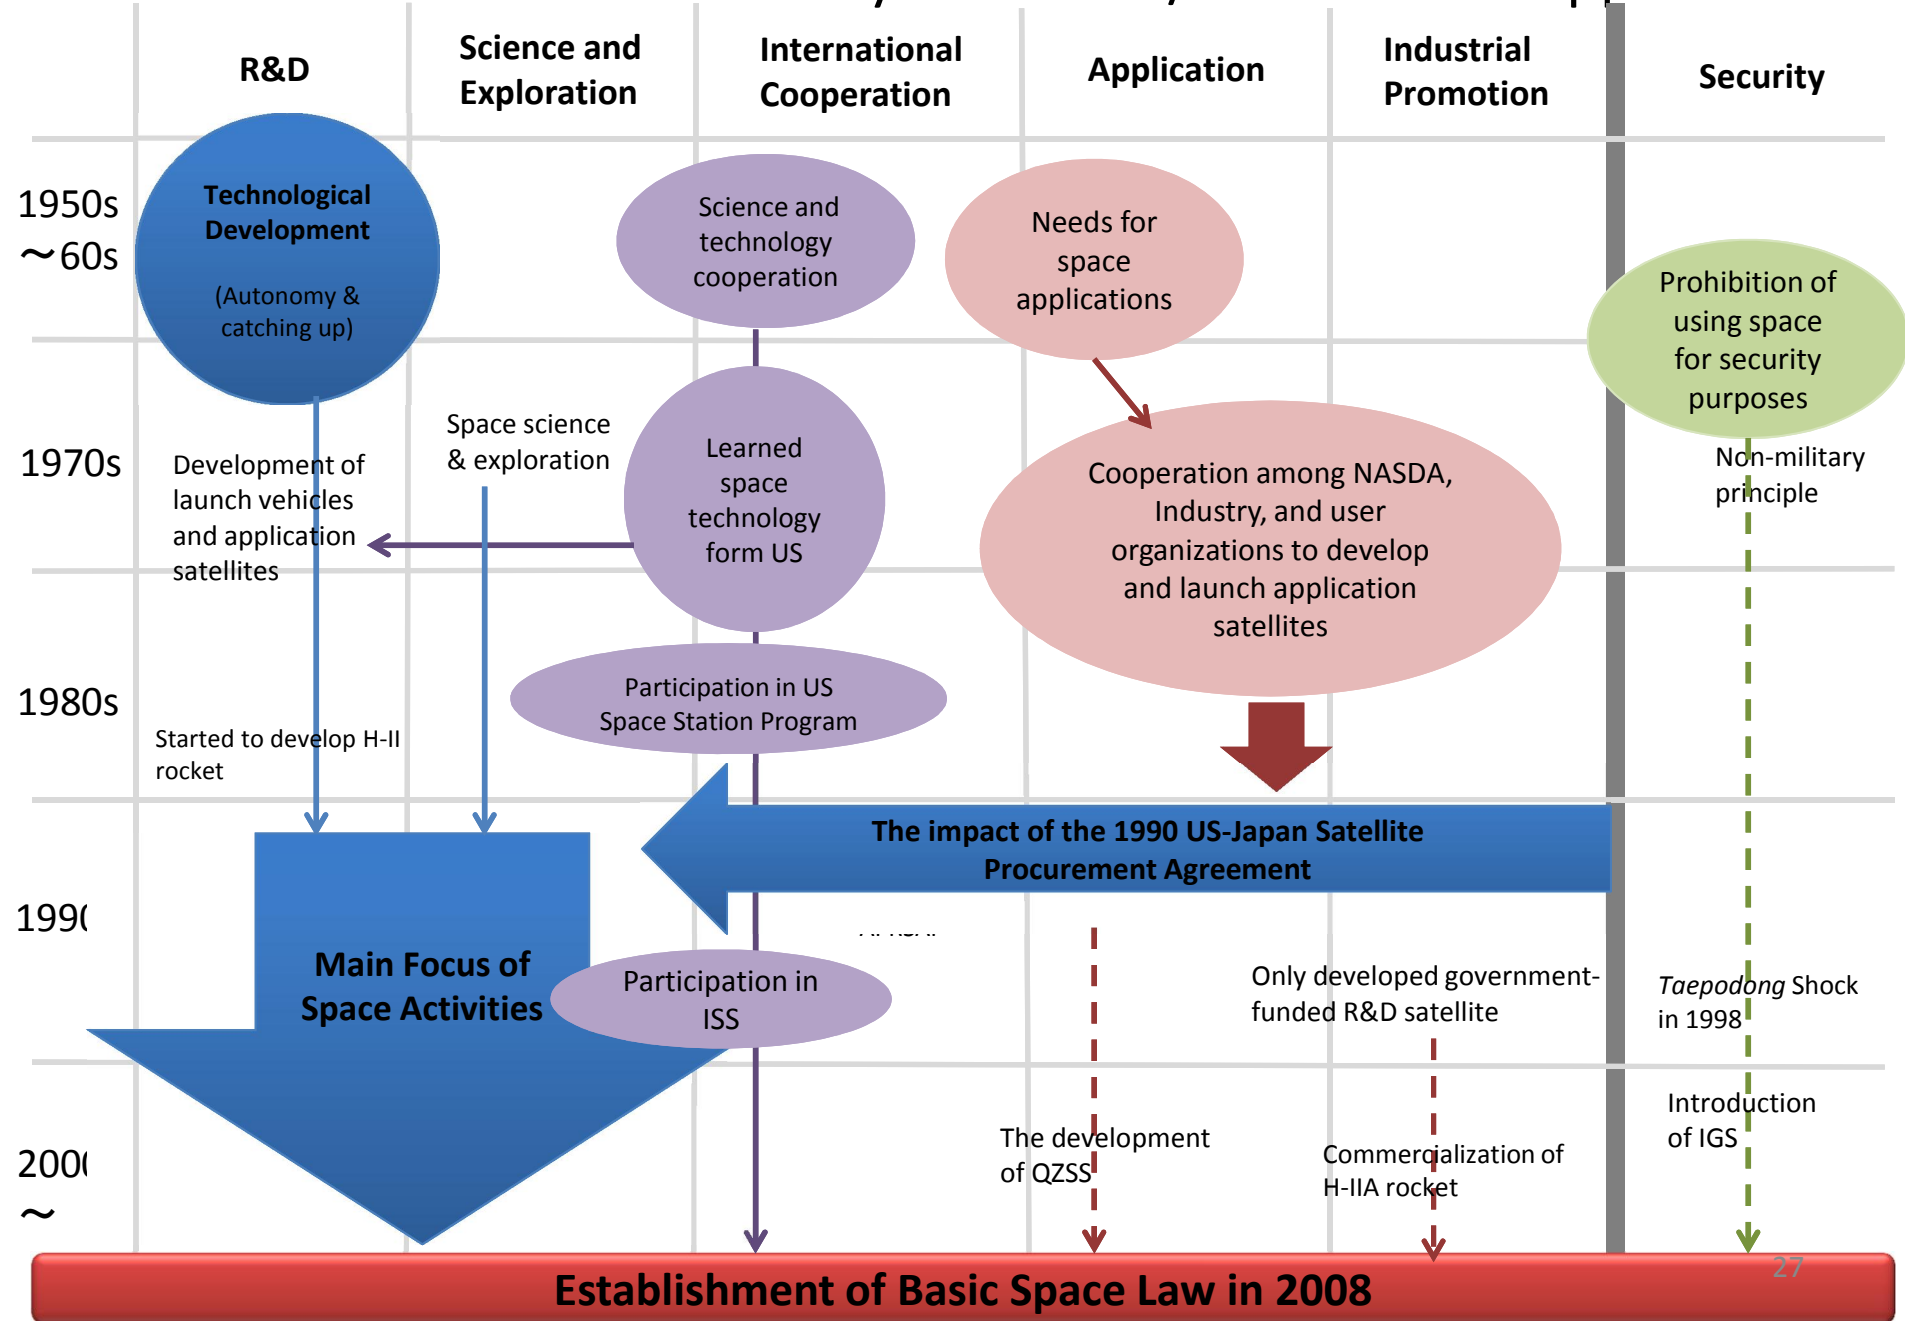 R&D
Science and
Exploration
International
Cooperation
Application
Industrial
Promotion
Security
1950s
～60s
Technological
Development
(Autonomy &
catching up)
Science and
technology
cooperation
Needs for
space
applications
Prohibition of
using space
for security
purposes
1970s
Development of
launch vehicles
and application
satellites
Space science
& exploration
Learned
space
technology
form US
Cooperation among NASDA,
Industry, and user
organizations to develop
and launch application
satellites
Non-military
principle
1980s
Started to develop H-II
rocket
Participation in US
Space Station Program
The impact of the 1990 US-Japan Satellite
Procurement Agreement
Main Focus of
Space Activities
Participation in
ISS
Only developed government-
funded R&D satellite
Taepodong Shock
in 1998
～
The development
of QZSS
Commercialization of
H-IIA rocket
Introduction
of IGS
Establishment of Basic Space Law in 2008
27